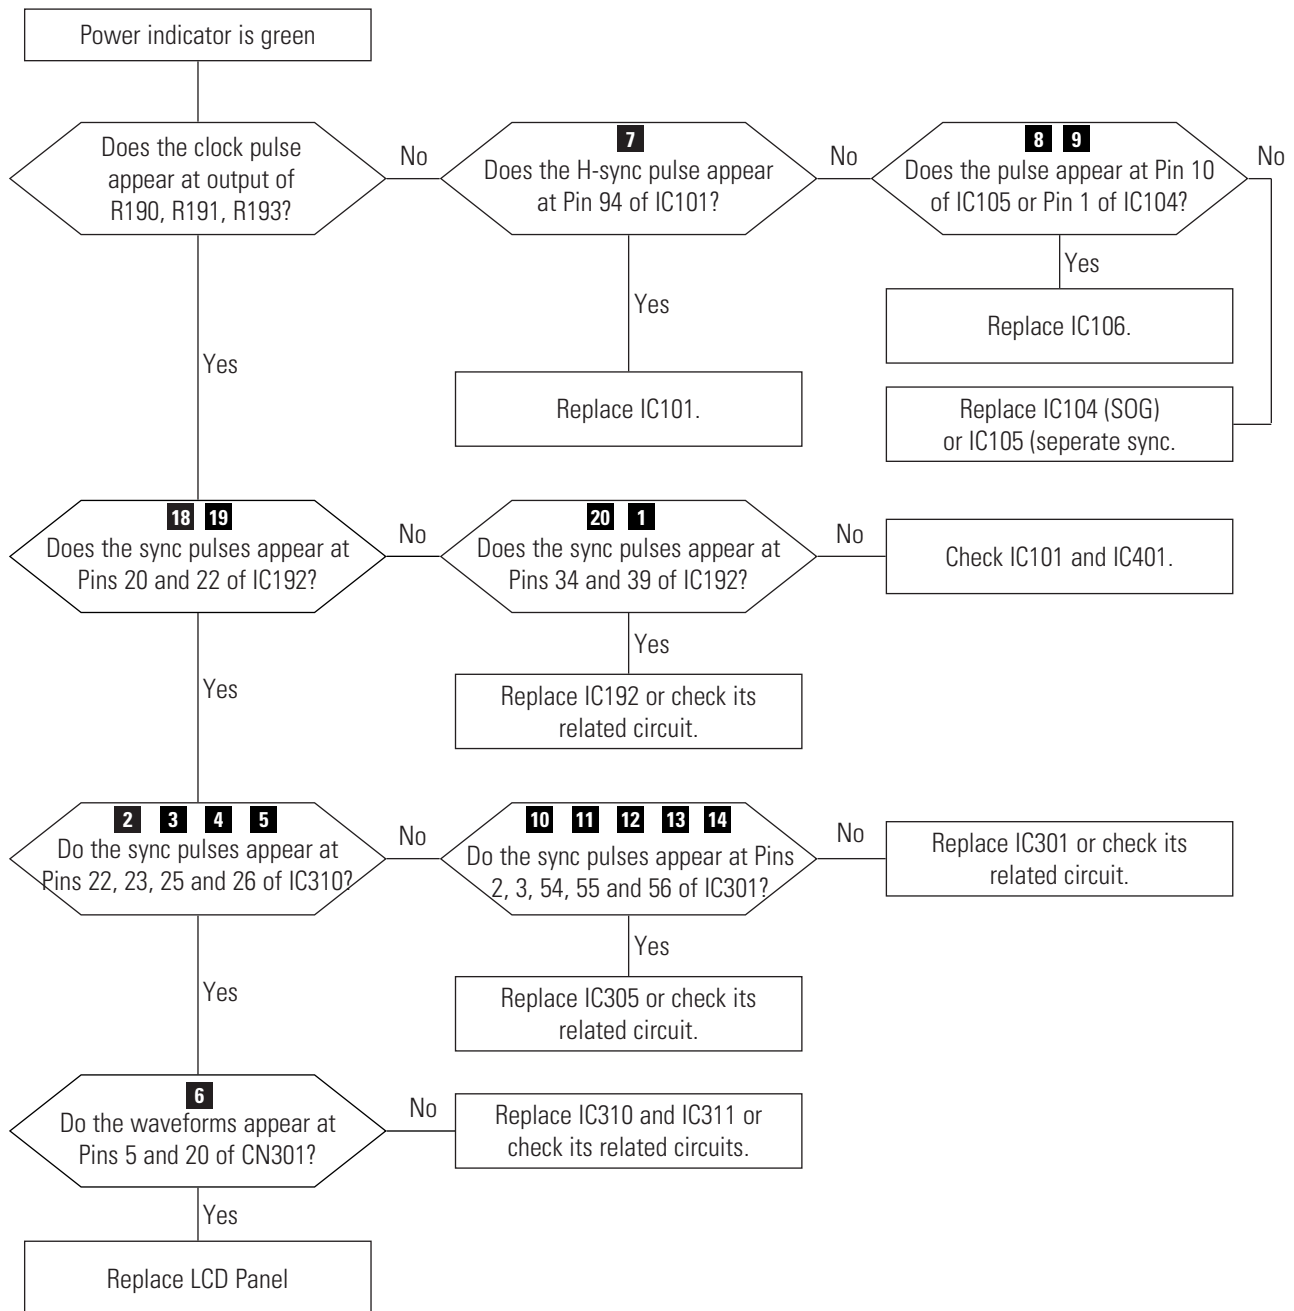 Power indicator is green
Does the clock pulse
appear at output of
R190, R191, R193?
No
7
Does the H-sync pulse appear
at Pin 94 of IC101?
No
8 9
Does the pulse appear at Pin 10
of IC105 or Pin 1 of IC104?
No
Yes
Replace IC106.
Yes
Replace IC101.
Replace IC104 (SOG)
or IC105 (seperate sync.
Yes
18 19
Does the sync pulses appear at
Pins 20 and 22 of IC192?
No
20 1
Does the sync pulses appear at
Pins 34 and 39 of IC192?
No
Check IC101 and IC401.
Yes
Replace IC192 or check its
related circuit.
Yes
2 3 4 5
Do the sync pulses appear at
Pins 22, 23, 25 and 26 of IC310?
No
10 11 12 13 14
Do the sync pulses appear at Pins
2, 3, 54, 55 and 56 of IC301?
No
Replace IC301 or check its
related circuit.
Yes
Replace IC305 or check its
related circuit.
Yes
6
Do the waveforms appear at
Pins 5 and 20 of CN301?
No
Replace IC310 and IC311 or
check its related circuits.
Yes
Replace LCD Panel